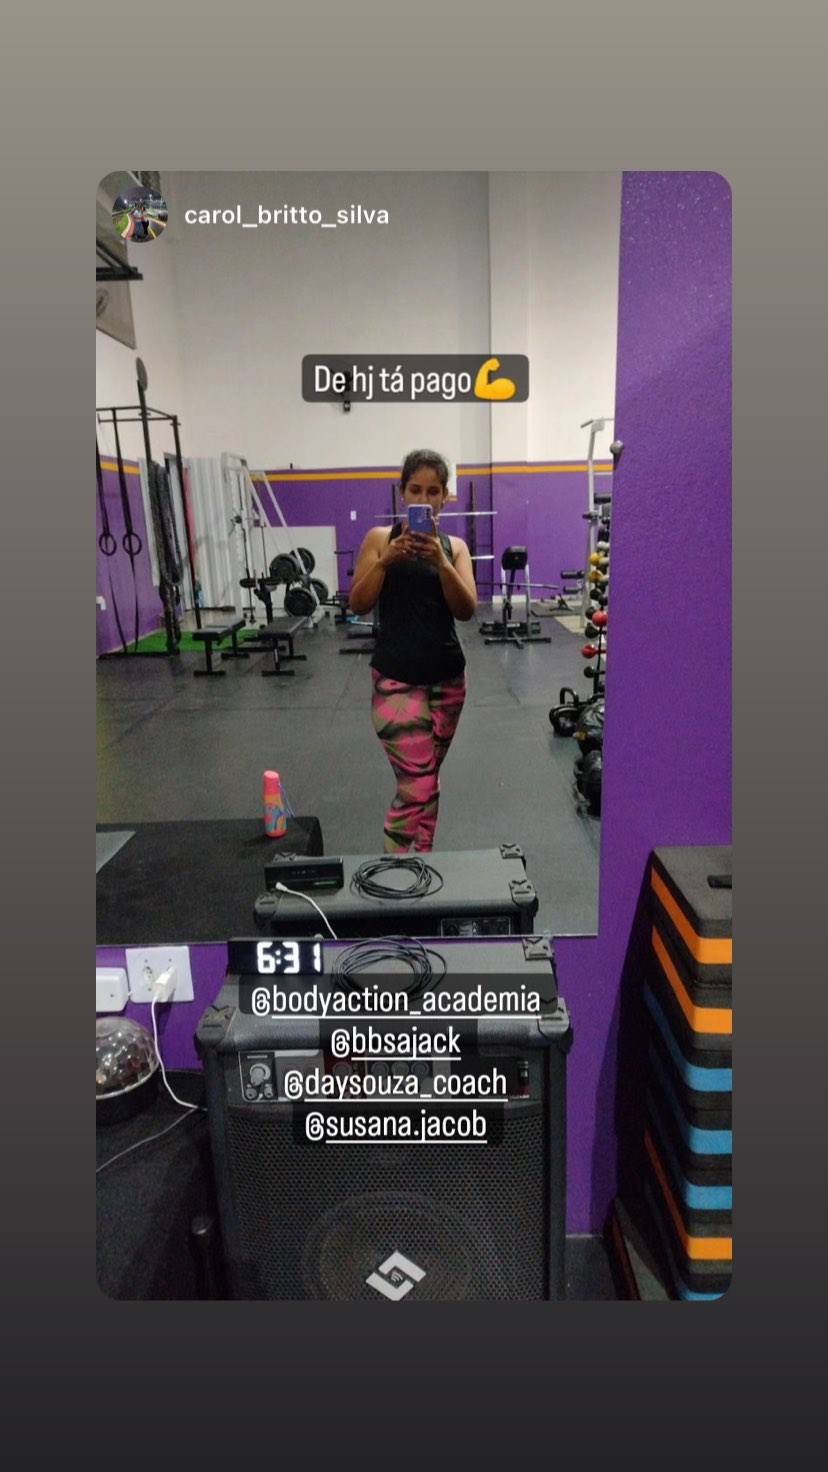 carol_britto_silva
De hj tá pago💪
6:31
@bodyaction_academia
@bbsajack
@daysouza_coach
@susana.jacob